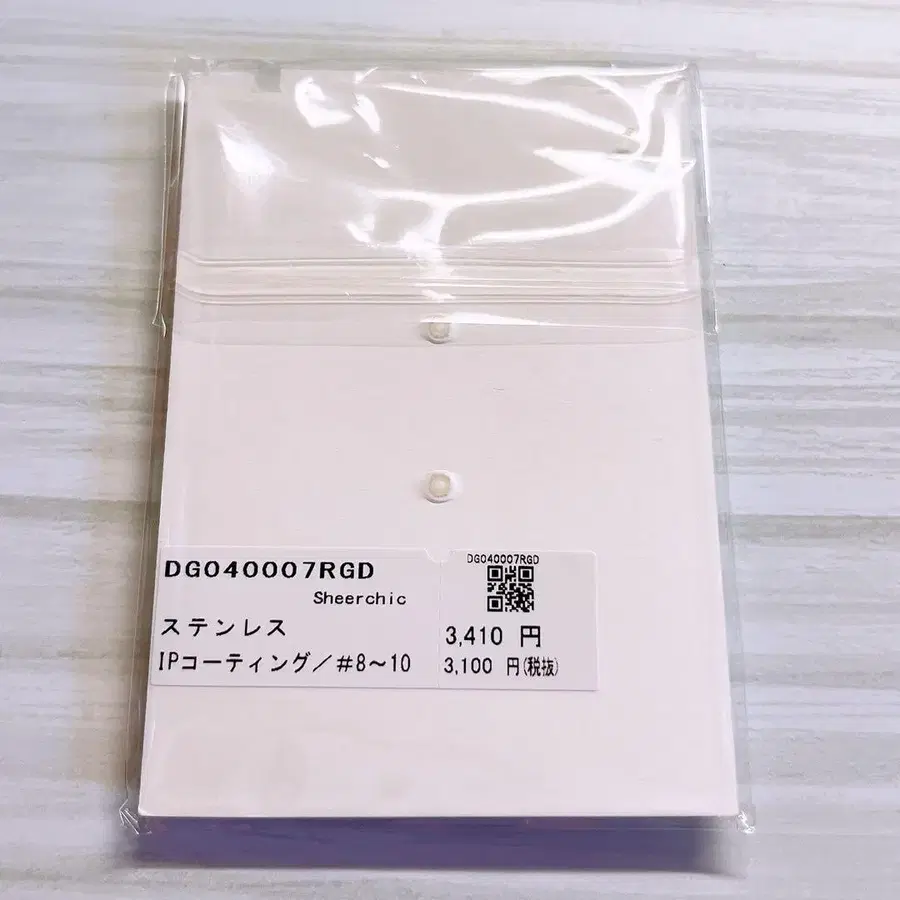 DG040007RGD
Sheerchic
ステンレス
IPコーティング/#8~10
DG040007RGD
3,410 円
3,100 円(税抜)